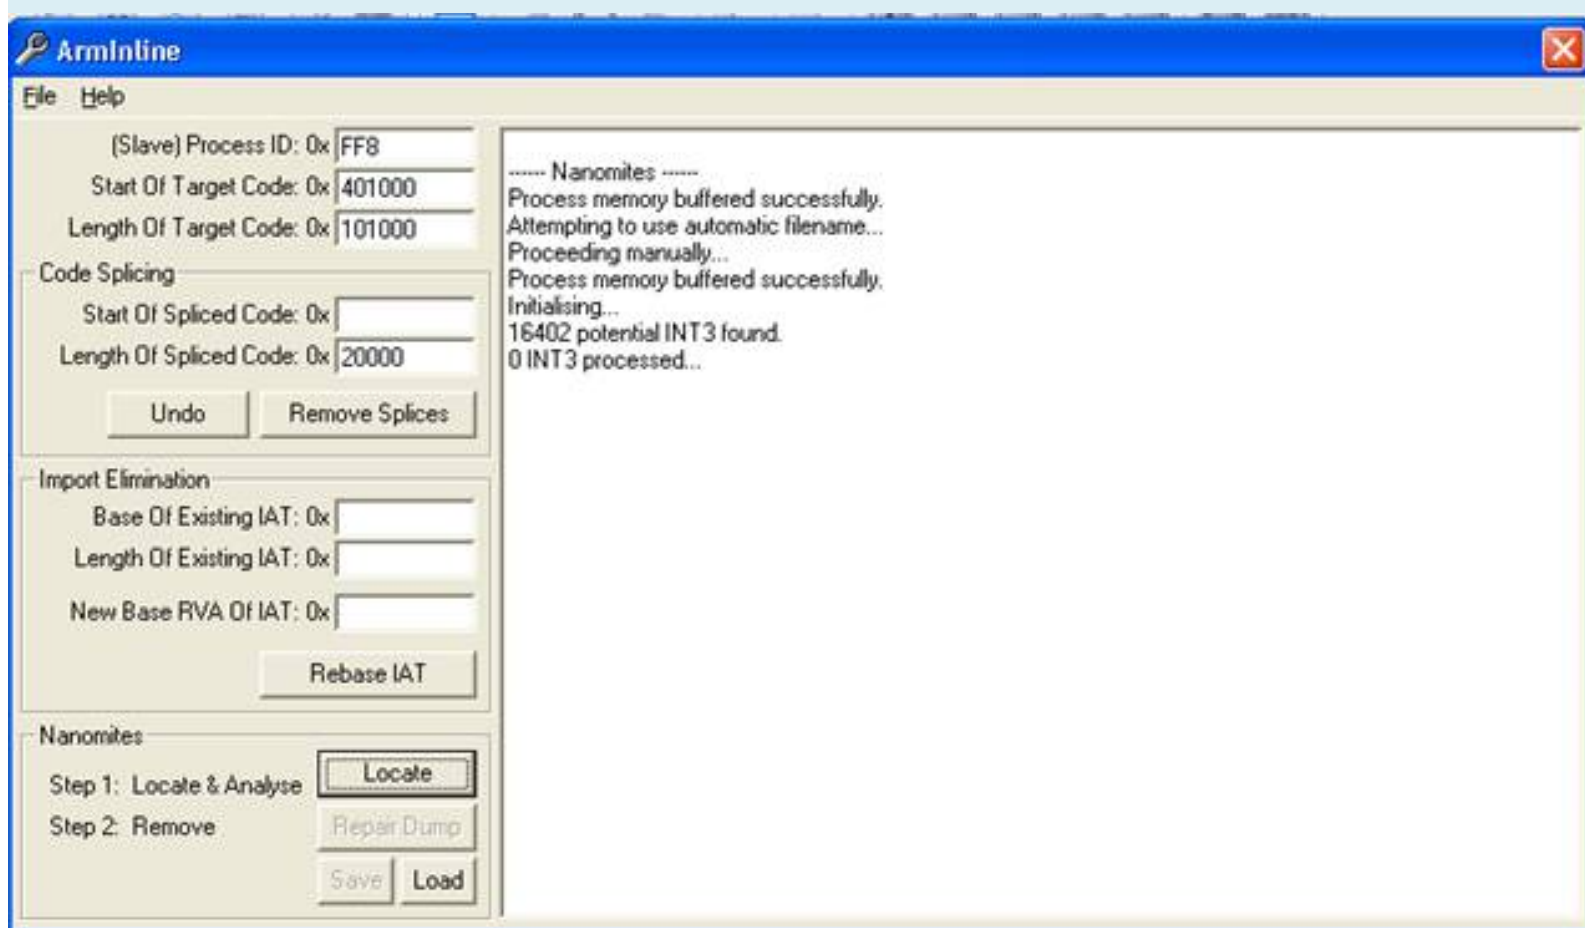 ArmInline
File Help
(Slave) Process ID: 0x FF8
Start Of Target Code: 0x 401000
Length Of Target Code: 0x 101000
Code Splicing
Start Of Spliced Code: 0x
Length Of Spliced Code: 0x 20000
Undo Remove Splices
Import Elimination
Base Of Existing IAT: 0x
Length Of Existing IAT: 0x
New Base RVA Of IAT: 0x
Rebase IAT
Nanomites
Step 1: Locate & Analyse Locate
Step 2: Remove Repair Dump
Save Load
------ Nanomites ------
Process memory buffered successfully.
Attempting to use automatic filename...
Proceeding manually...
Process memory buffered successfully.
Initialising...
16402 potential INT3 found.
0 INT3 processed...